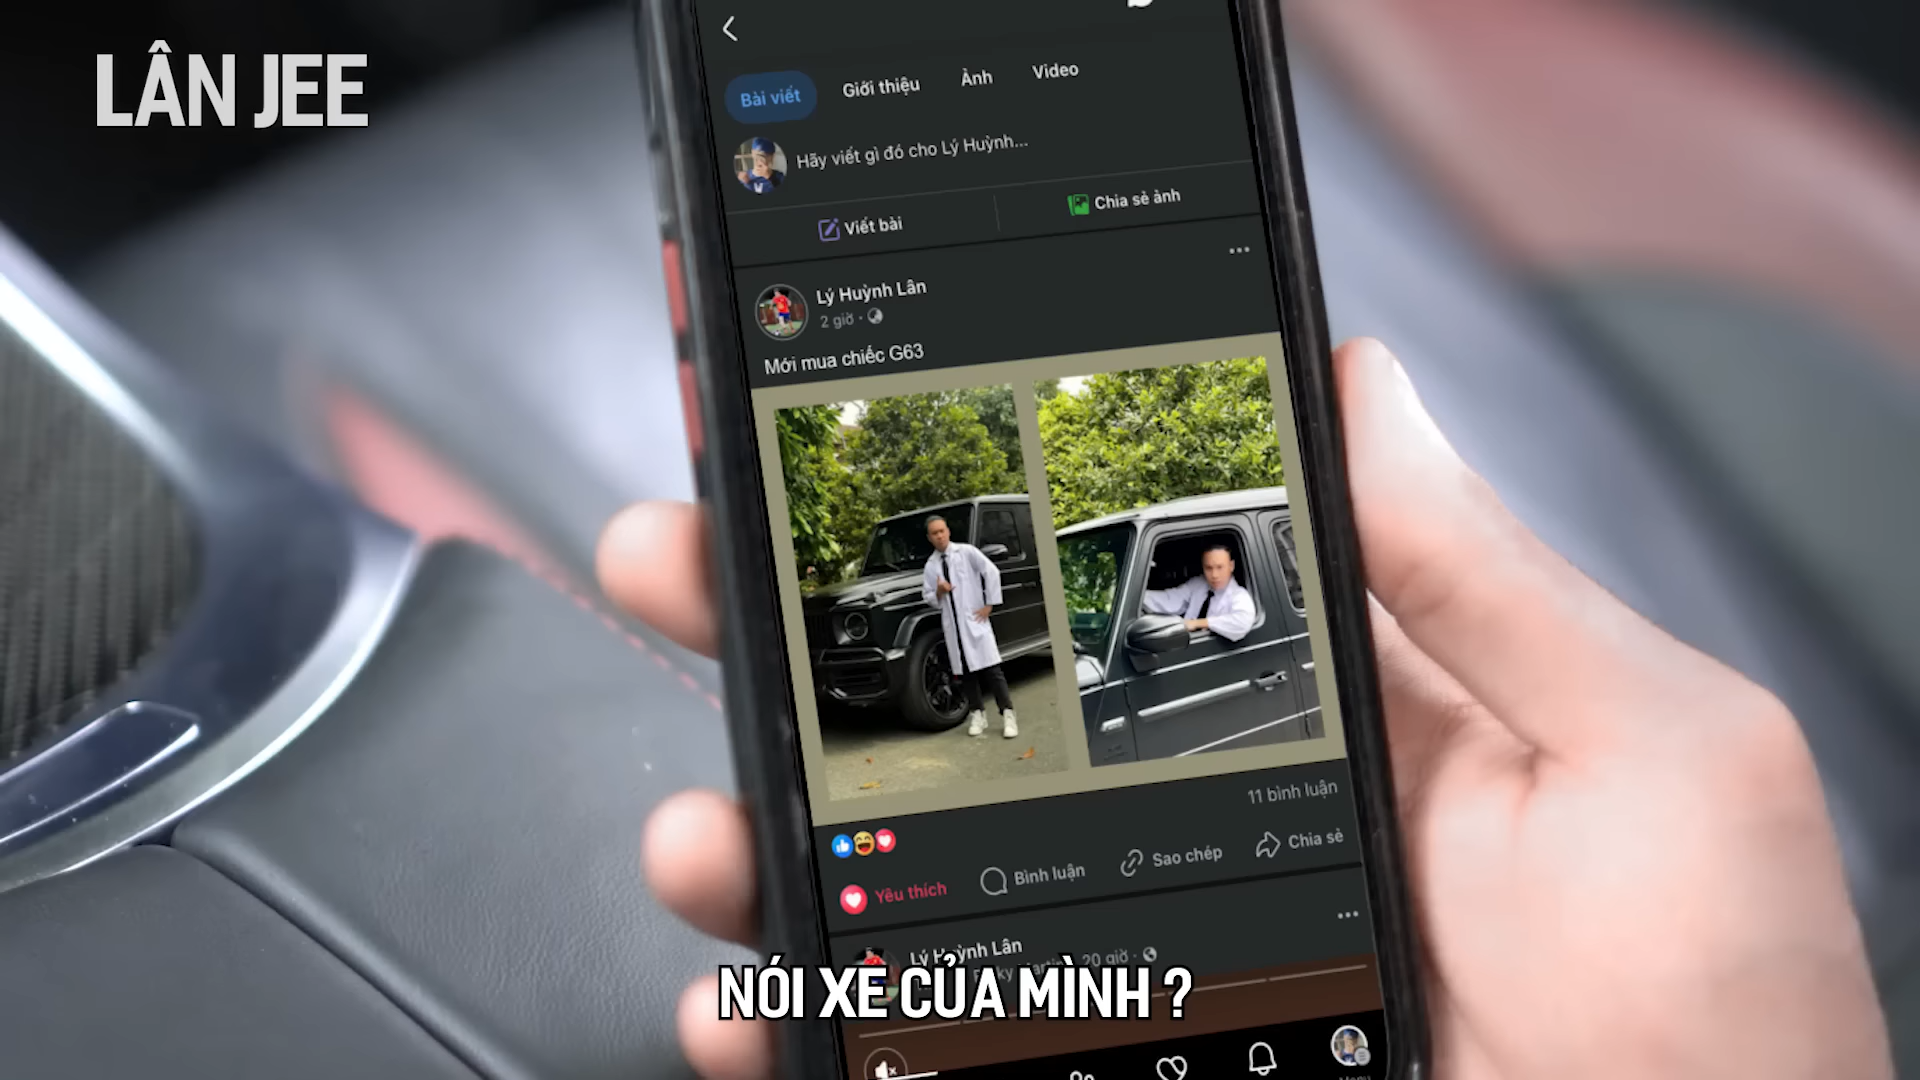 LÂN JEE
Bài viết
Giới thiệu
Ảnh
Video
Hãy viết gì đó cho Lý Huỳnh...
Viết bài
Chia sẻ ảnh
Lý Huỳnh Lân
2 giờ
Mới mua chiếc G63
11 bình luận
Yêu thích
Bình luận
Sao chép
Chia sẻ
Lý Huỳnh Lân
20 giờ
NÓI XE CỦA MÌNH ?